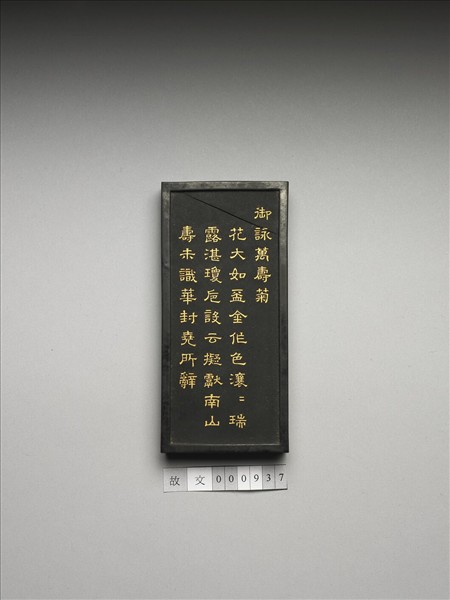 御詠萬壽菊
花大如盃金作色瀼〻瑞
露湛瓊卮設云擬獻南山
壽未識華封堯所辭
故文000937